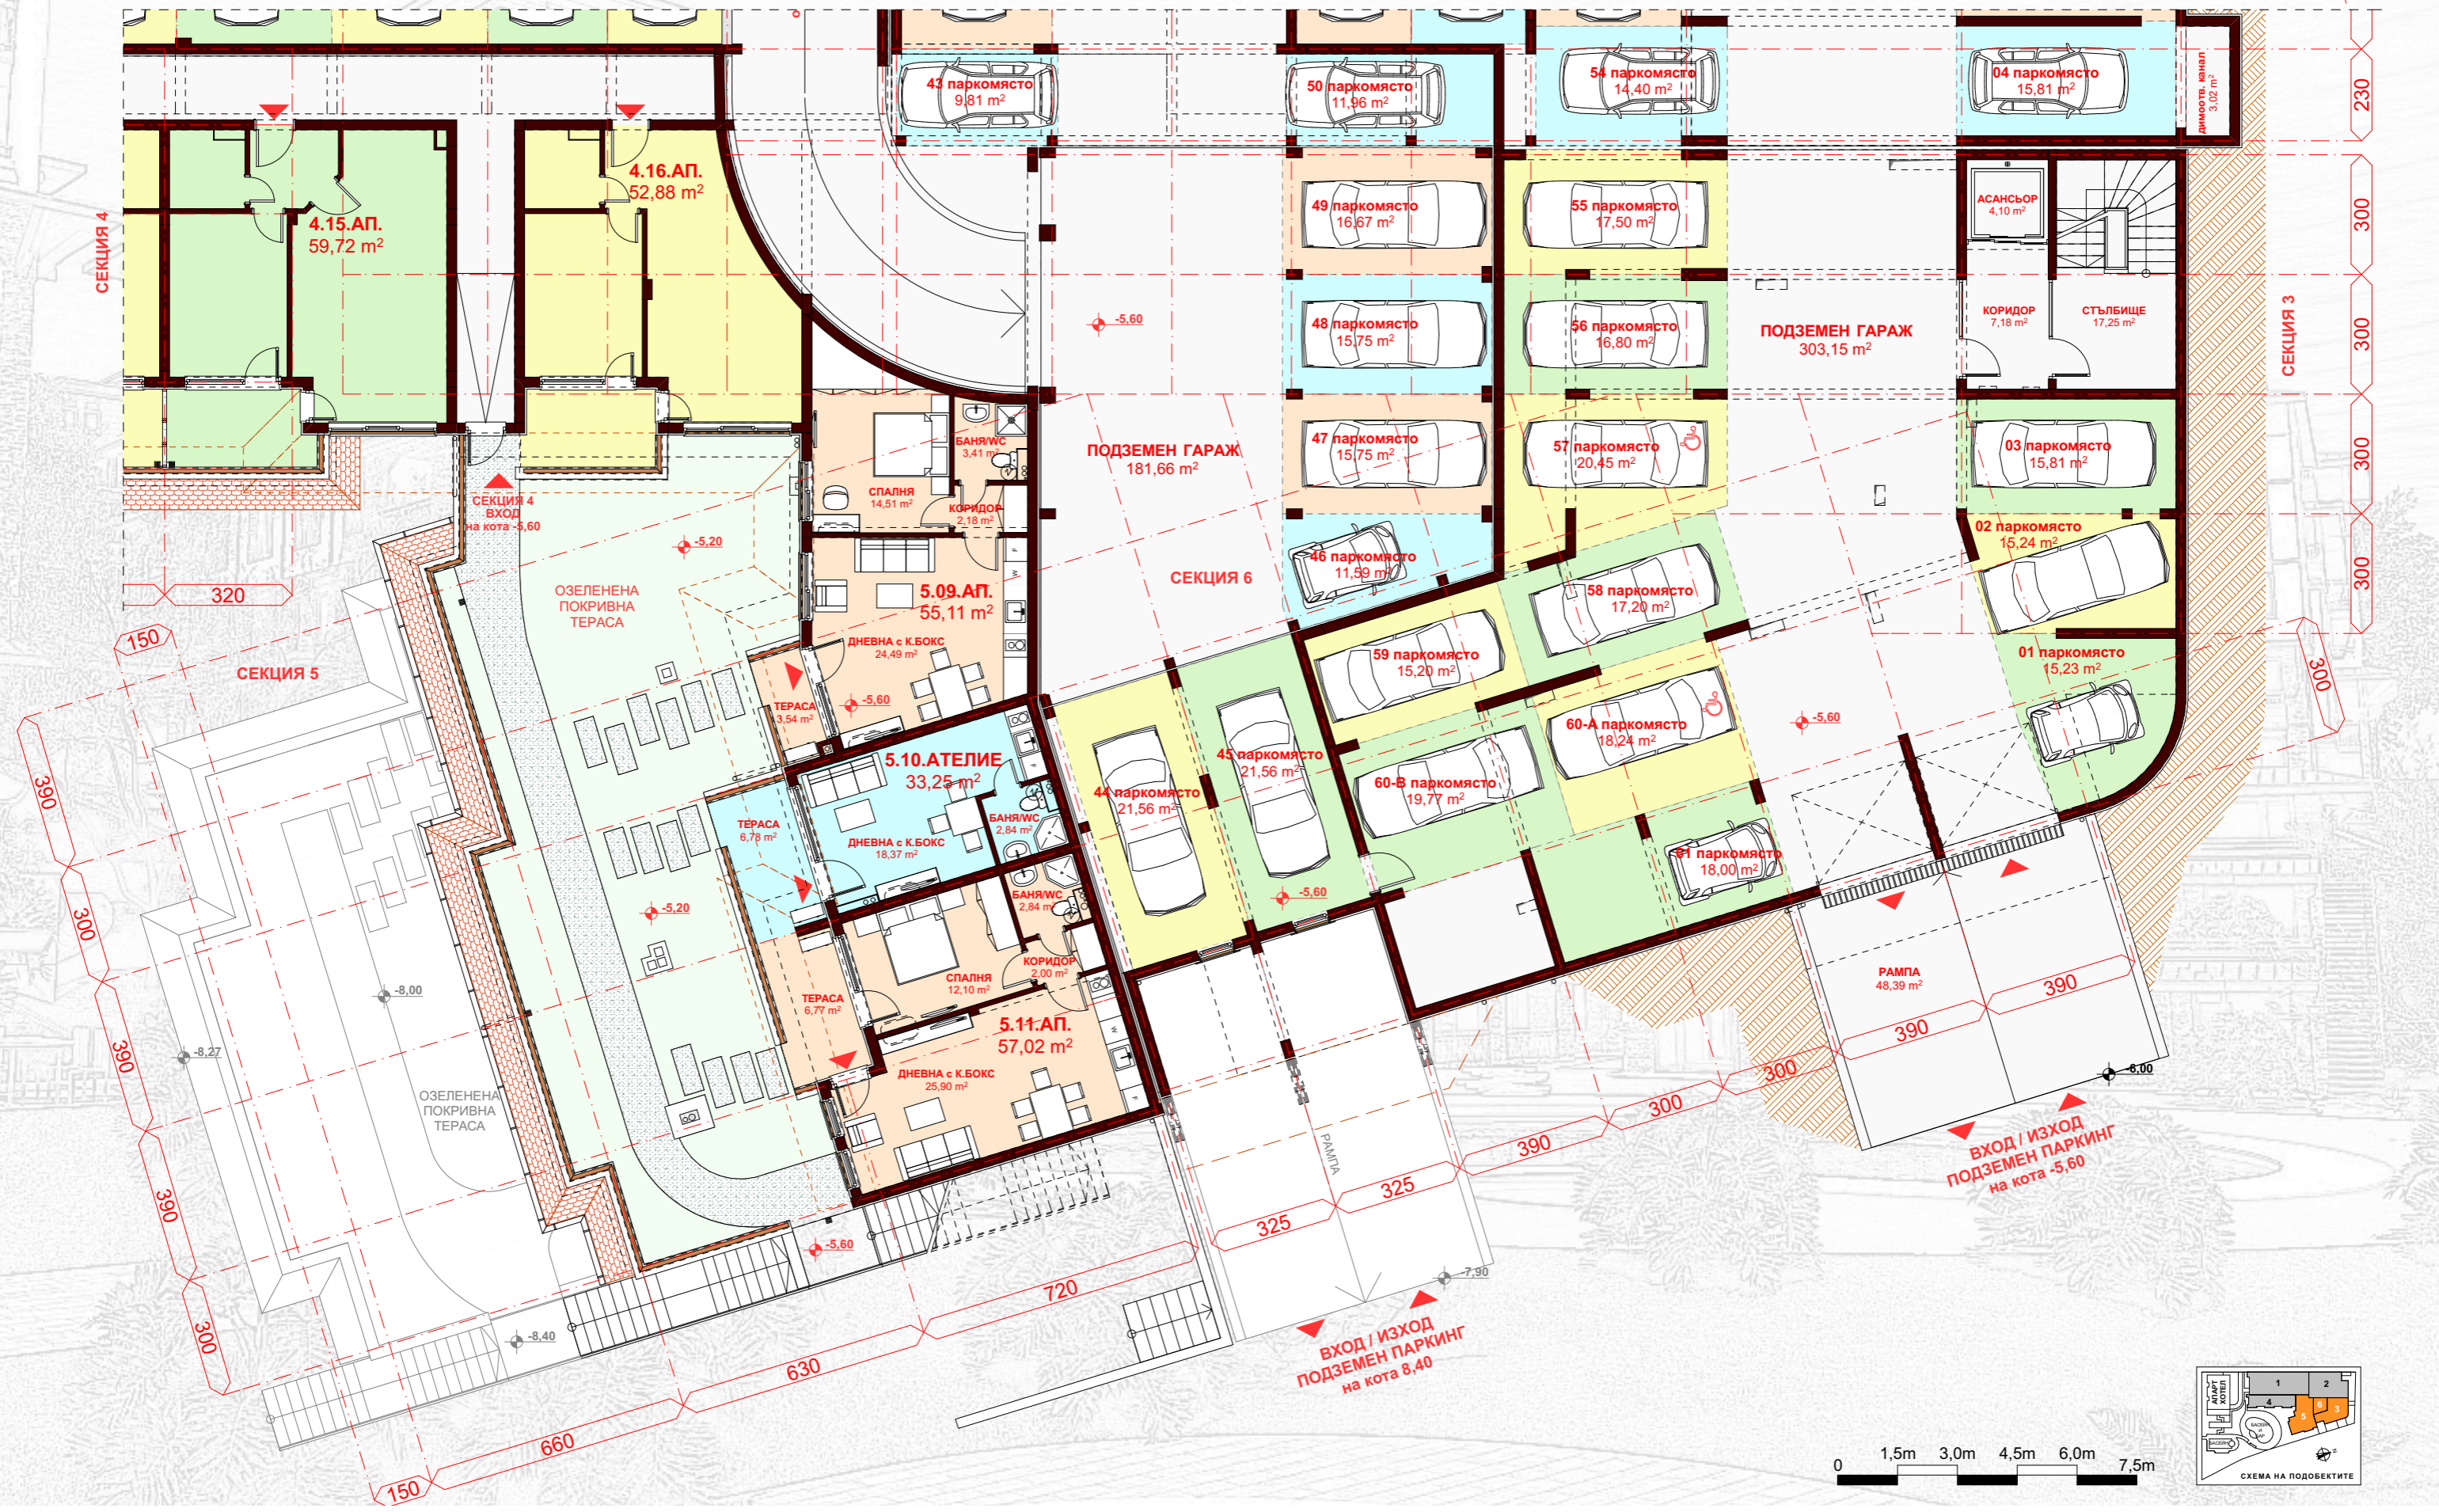 43 паркомясто
9,81 m²
50 паркомясто
11,96 m²
54 паркомясто
14,40 m²
04 паркомясто
15,81 m²
димоотв. канал
3,02 m²
230
СЕКЦИЯ 4
4.15.АП.
59,72 m²
4.16.АП.
52,88 m²
49 паркомясто
16,67 m²
55 паркомясто
17,50 m²
АСАНСЬОР
4,10 m²
300
48 паркомясто
15,75 m²
56 паркомясто
16,80 m²
ПОДЗЕМЕН ГАРАЖ
303,15 m²
КОРИДОР
7,18 m²
СТЪЛБИЩЕ
17,25 m²
СЕКЦИЯ 3
300
-5,60
ПОДЗЕМЕН ГАРАЖ
181,66 m²
47 паркомясто
15,75 m²
57 паркомясто
20,45 m²
03 паркомясто
15,81 m²
300
СПАЛНЯ
14,51 m²
БАНЯ/WC
3,41 m²
КОРИДОР
2,18 m²
СЕКЦИЯ 4
ВХОД
на кота -5,60
-5,20
ОЗЕЛЕНЕНА
ПОКРИВНА
ТЕРАСА
320
150
СЕКЦИЯ 5
5.09.АП.
55,11 m²
ДНЕВНА с К.БОКС
24,49 m²
F
W
СЕКЦИЯ 6
46 паркомясто
11,59 m²
58 паркомясто
17,20 m²
02 паркомясто
15,24 m²
300
59 паркомясто
15,20 m²
01 паркомясто
15,23 m²
300
ТЕРАСА
3,54 m²
-5,60
60-А паркомясто
18,24 m²
-5,60
5.10.АТЕЛИЕ
33,25 m²
F
ТЕРАСА
6,78 m²
ДНЕВНА с К.БОКС
18,37 m²
БАНЯ/WC
2,84 m²
44 паркомясто
21,56 m²
45 паркомясто
21,56 m²
60-В паркомясто
19,77 m²
61 паркомясто
18,00 m²
-5,60
390
300
390
390
300
-5,20
БАНЯ/WC
2,84 m²
СПАЛНЯ
12,10 m²
КОРИДОР
2,00 m²
ТЕРАСА
6,77 m²
5.11.АП.
57,02 m²
ДНЕВНА с К.БОКС
25,90 m²
W
F
-8,00
-8,27
ОЗЕЛЕНЕНА
ПОКРИВНА
ТЕРАСА
РАМПА
48,39 m²
390
390
300
300
390
325
325
720
630
660
150
-6,00
ВХОД / ИЗХОД
ПОДЗЕМЕН ПАРКИНГ
на кота -5,60
РАМПА
-5,60
-7,90
-8,40
ВХОД / ИЗХОД
ПОДЗЕМЕН ПАРКИНГ
на кота 8,40
0
1,5m
3,0m
4,5m
6,0m
7,5m
АПАРТ
ХОТЕЛ
1
2
4
5
6
3
СХЕМА НА ПОДОБЕКТИТЕ